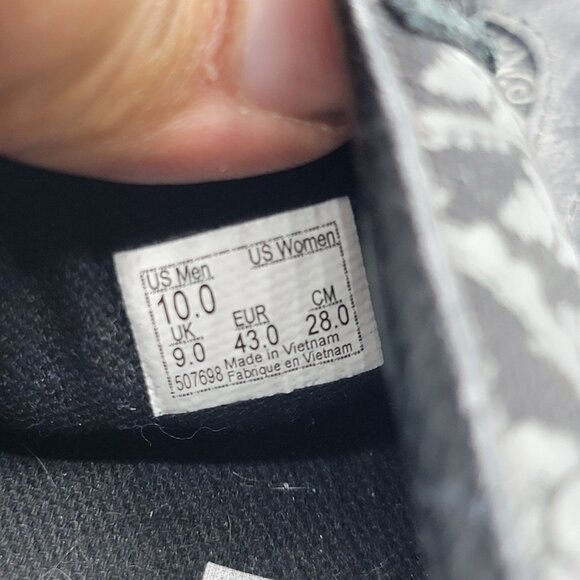 US Men US Women
10.0
UK EUR CM
9.0 43.0 28.0
Made in Vietnam
507698 Fabrique en Vietnam